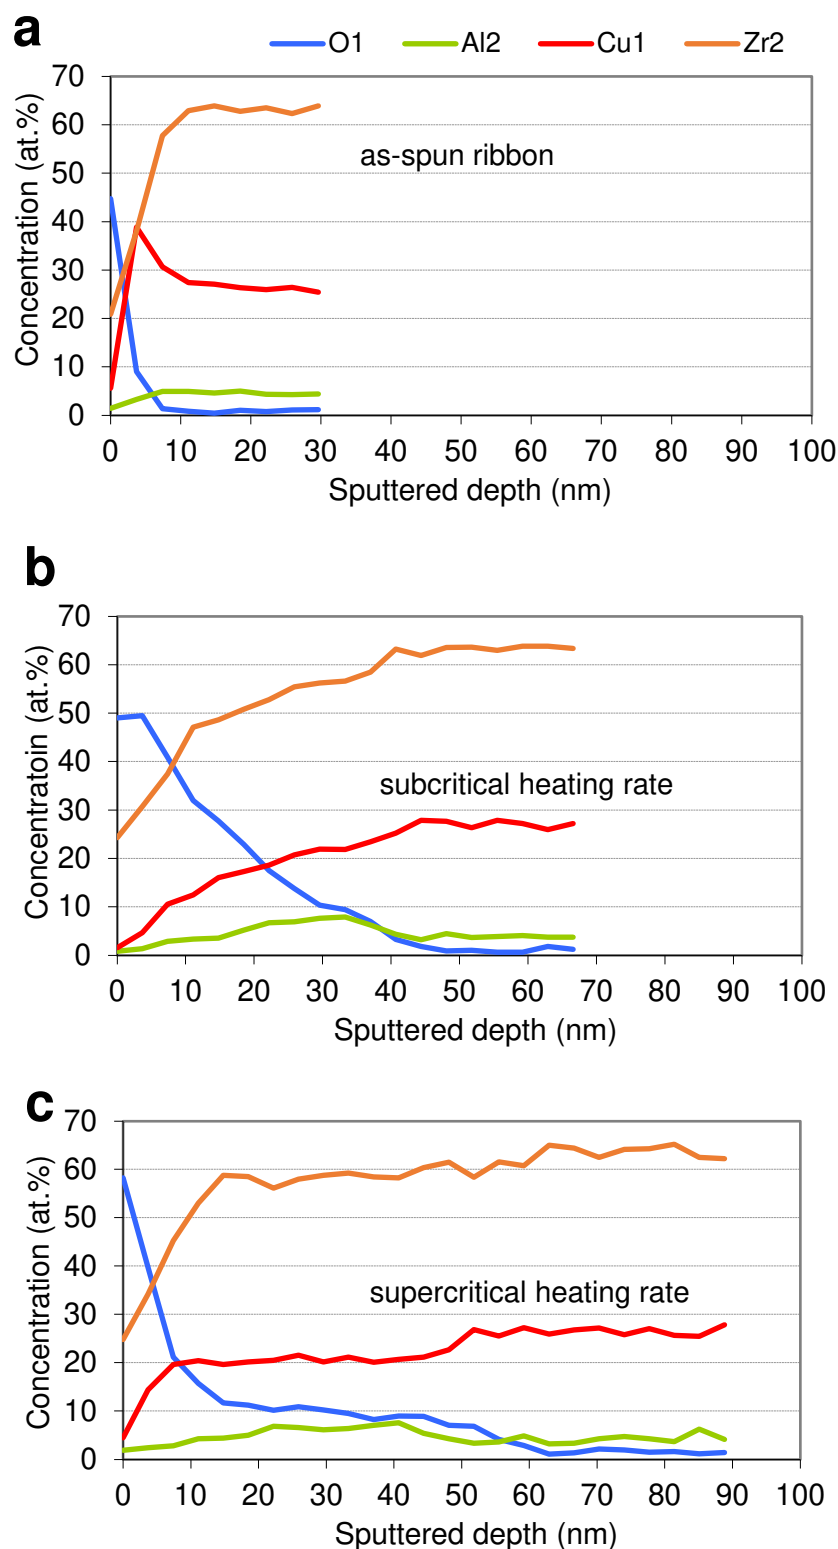 a
O1 Al2 Cu1 Zr2
70
60
50
40
30
20
10
0
Concentration (at.%)
as-spun ribbon
0 10 20 30 40 50 60 70 80 90 100
Sputtered depth (nm)
b
70
60
50
40
30
20
10
0
Concentratoin (at.%)
subcritical heating rate
0 10 20 30 40 50 60 70 80 90 100
Sputtered depth (nm)
c
70
60
50
40
30
20
10
0
Concentration (at.%)
supercritical heating rate
0 10 20 30 40 50 60 70 80 90 100
Sputtered depth (nm)